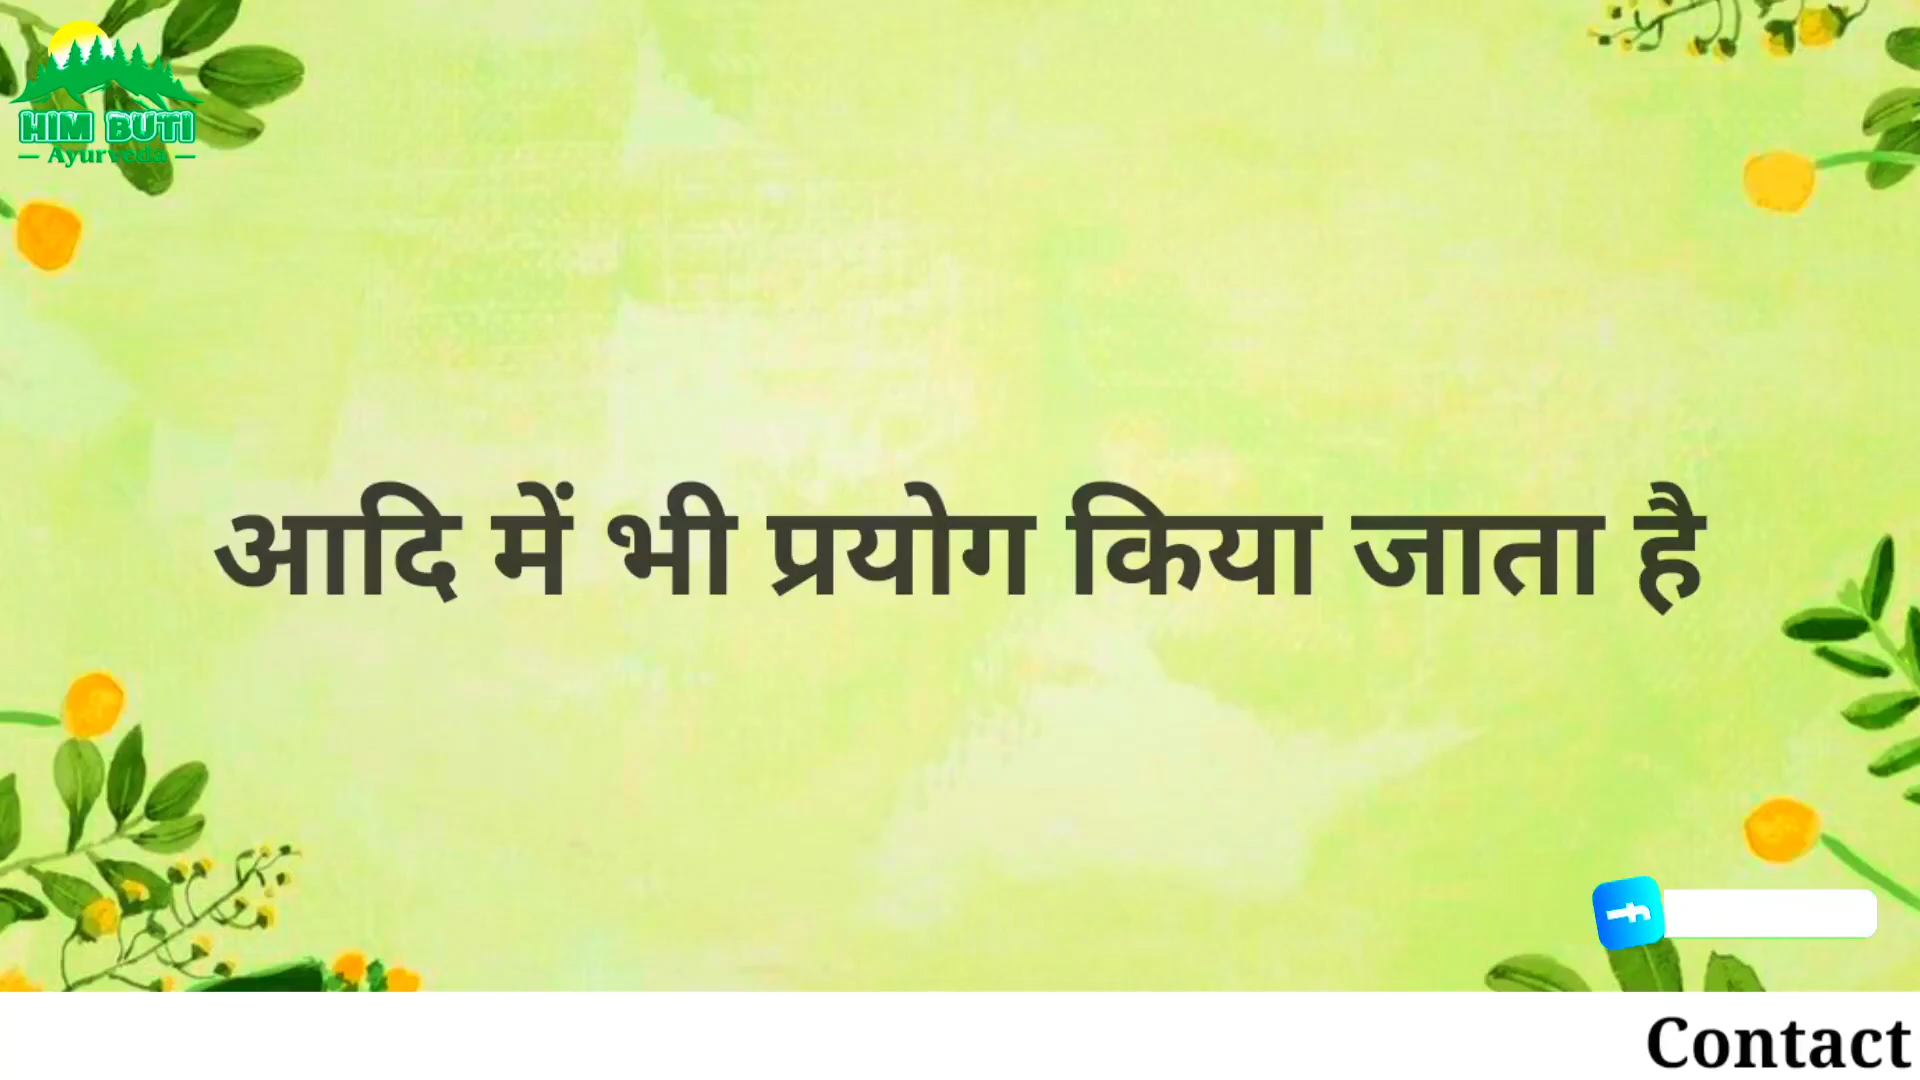 HIM BUTI
— Ayurveda —
आदि में भी प्रयोग किया जाता है
Contact